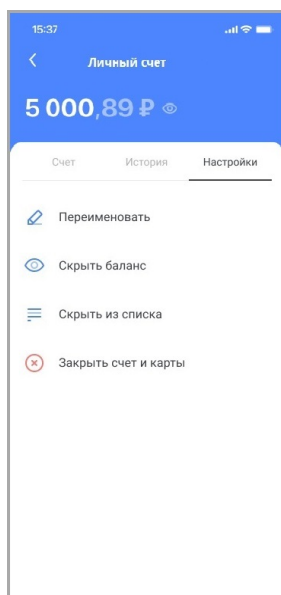 15:37
Личный счет
5 000,89 ₽
Счет История Настройки
Переименовать
Скрыть баланс
Скрыть из списка
Закрыть счет и карты